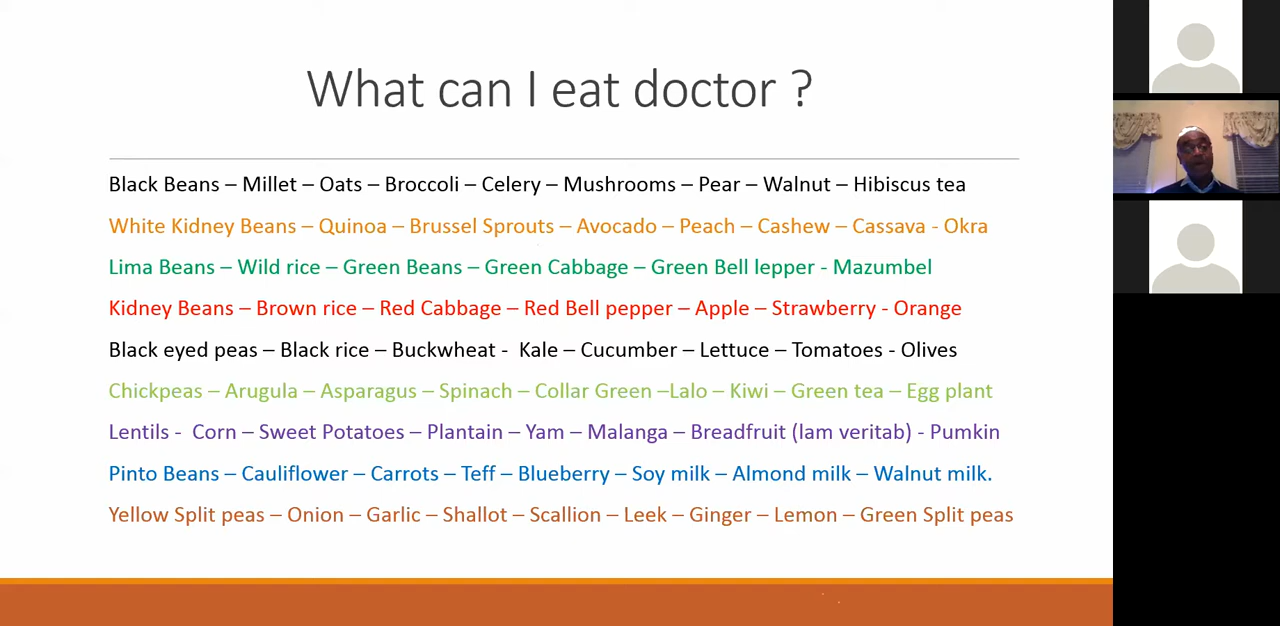 What can I eat doctor ?
Black Beans – Millet – Oats – Broccoli – Celery – Mushrooms – Pear – Walnut – Hibiscus tea
White Kidney Beans – Quinoa – Brussel Sprouts – Avocado – Peach – Cashew – Cassava - Okra
Lima Beans – Wild rice – Green Beans – Green Cabbage – Green Bell lepper - Mazumbel
Kidney Beans – Brown rice – Red Cabbage – Red Bell pepper – Apple – Strawberry - Orange
Black eyed peas – Black rice – Buckwheat -  Kale – Cucumber – Lettuce – Tomatoes - Olives
Chickpeas – Arugula – Asparagus – Spinach – Collar Green –Lalo – Kiwi – Green tea – Egg plant
Lentils -  Corn – Sweet Potatoes – Plantain – Yam – Malanga – Breadfruit (lam veritab) - Pumkin
Pinto Beans – Cauliflower – Carrots – Teff – Blueberry – Soy milk – Almond milk – Walnut milk.
Yellow Split peas – Onion – Garlic – Shallot – Scallion – Leek – Ginger – Lemon – Green Split peas